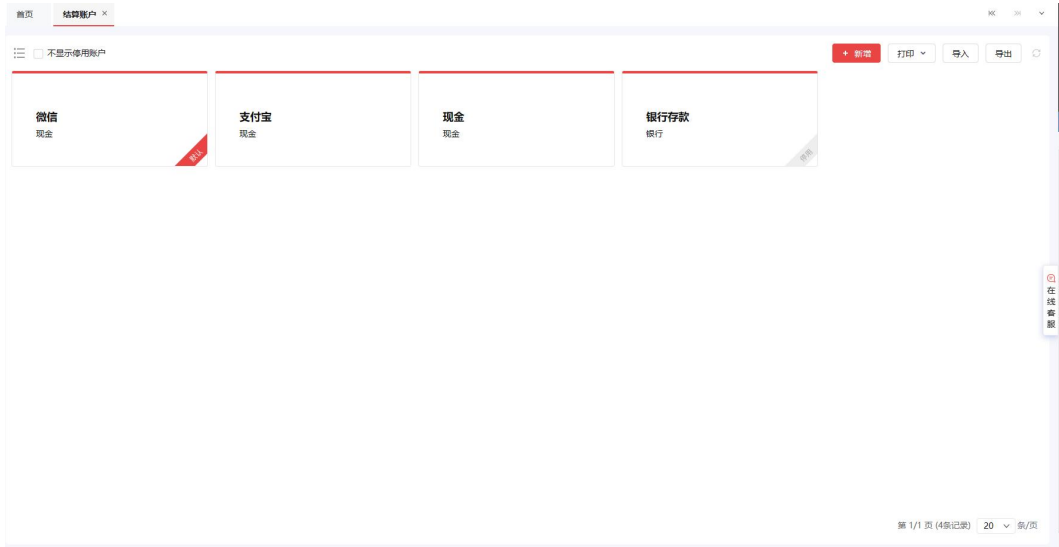 首页 结算账户 ×
不显示停用账户
+ 新增 打印 导入 导出
微信 支付宝 现金 银行存款
现金 现金 现金 银行
默认 停用
在线客服
第 1/1 页 (4条记录) 20 条/页